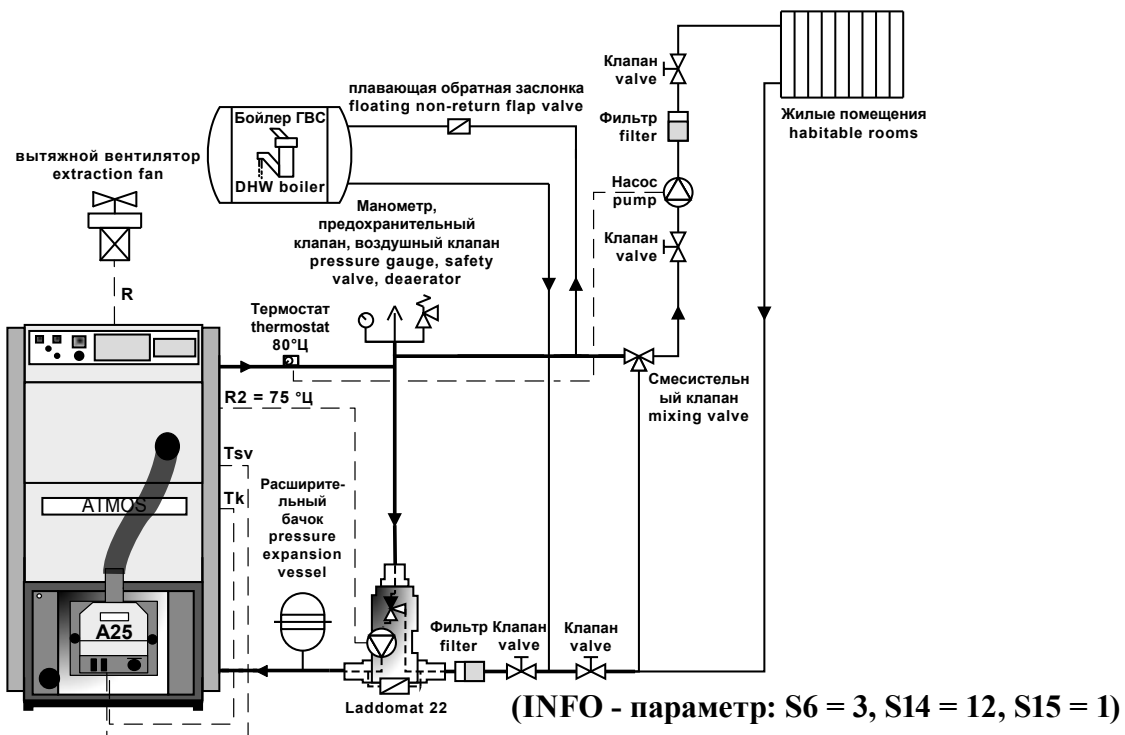 Клапан
valve
плавающая обратная заслонка
floating non-return flap valve
Бойлер ГВС
DHW boiler
Фильтр
filter
Жилые помещения
habitable rooms
вытяжной вентилятор
extraction fan
Насос
pump
Манометр,
предохранительный
клапан, воздушный клапан
pressure gauge, safety
valve, deaerator
Клапан
valve
R
Термостат
thermostat
80°Ц
Смесистельн
ый клапан
mixing valve
R2 = 75 °Ц
Tsv
Tk
Расширите-
льный
бачок
pressure
expansion
vessel
ATMOS
A25
Фильтр
filter
Клапан
valve
Клапан
valve
Laddomat 22
(INFO - параметр: S6 = 3, S14 = 12, S15 = 1)